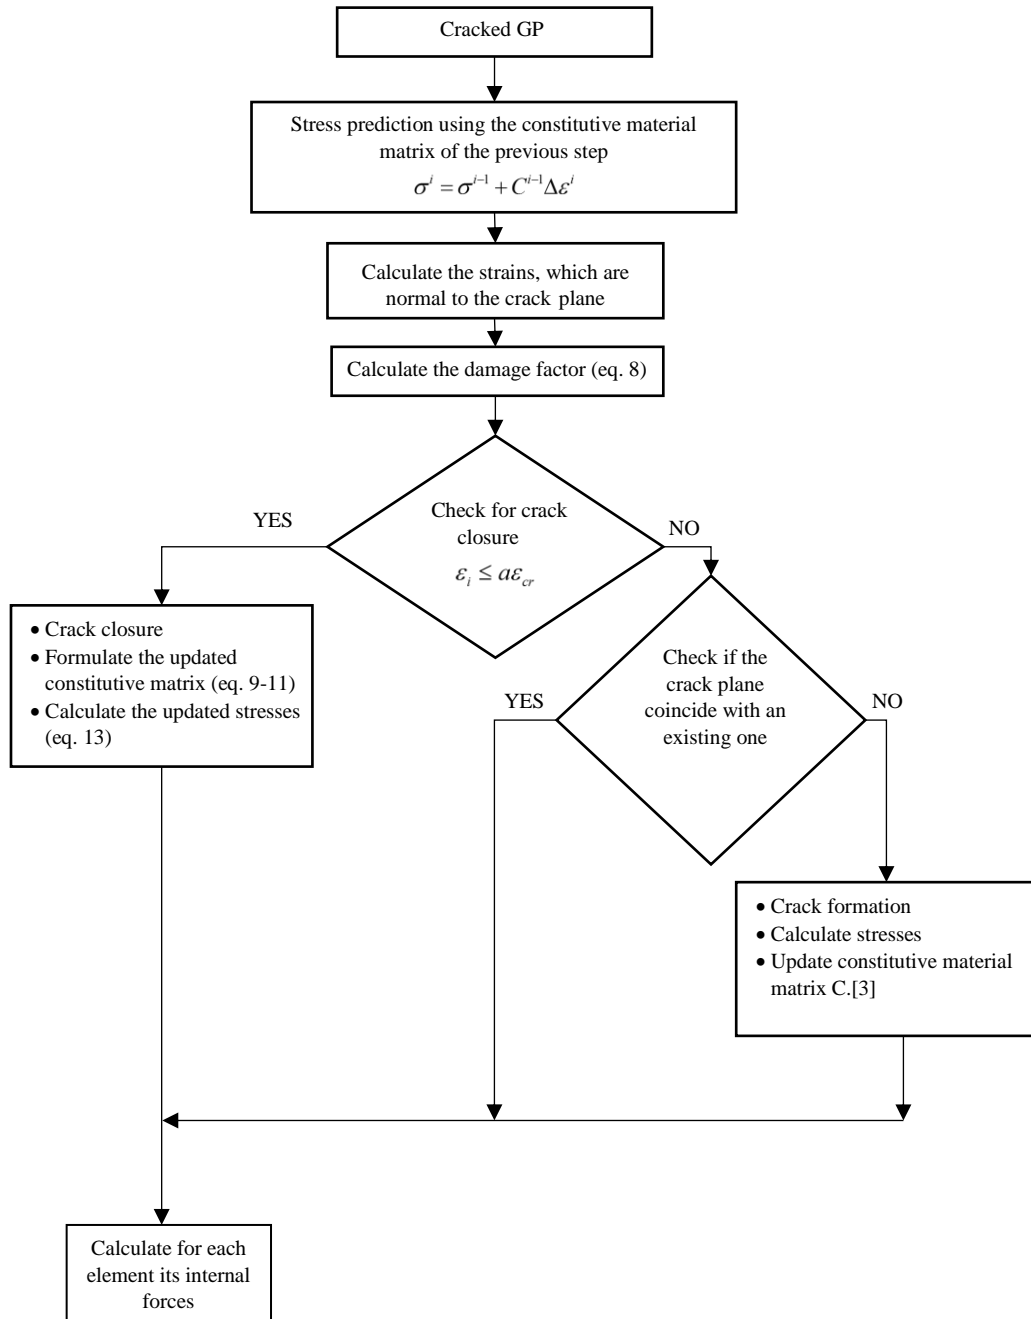 Cracked GP
Stress prediction using the constitutive material
matrix of the previous step
σ^i = σ^{i-1} + C^{i-1}Δε^i
Calculate the strains, which are
normal to the crack plane
Calculate the damage factor (eq. 8)
Check for crack
closure
ε_i ≤ aε_{cr}
YES
NO
• Crack closure
• Formulate the updated
constitutive matrix (eq. 9-11)
• Calculate the updated stresses
(eq. 13)
Check if the
crack plane
coincide with an
existing one
YES
NO
• Crack formation
• Calculate stresses
• Update constitutive material
matrix C.[3]
Calculate for each
element its internal
forces